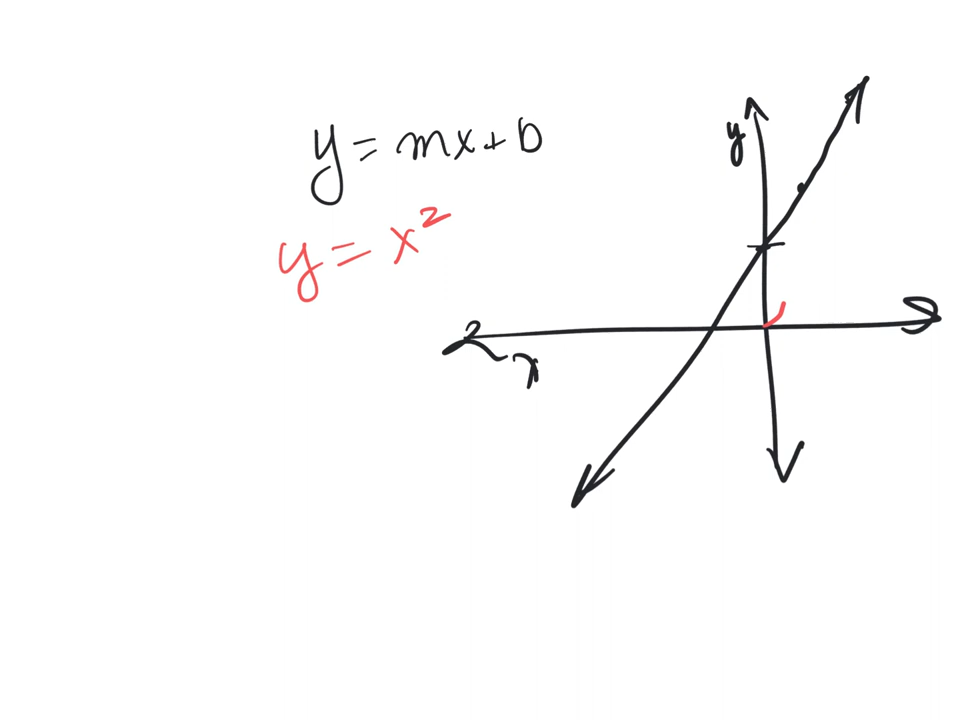 y = mx + b
y = x²
y
x